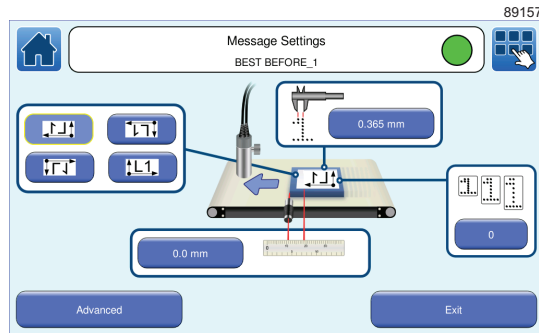 89157
Message Settings
BEST BEFORE_1
0.365 mm
0
0.0 mm
Advanced
Exit